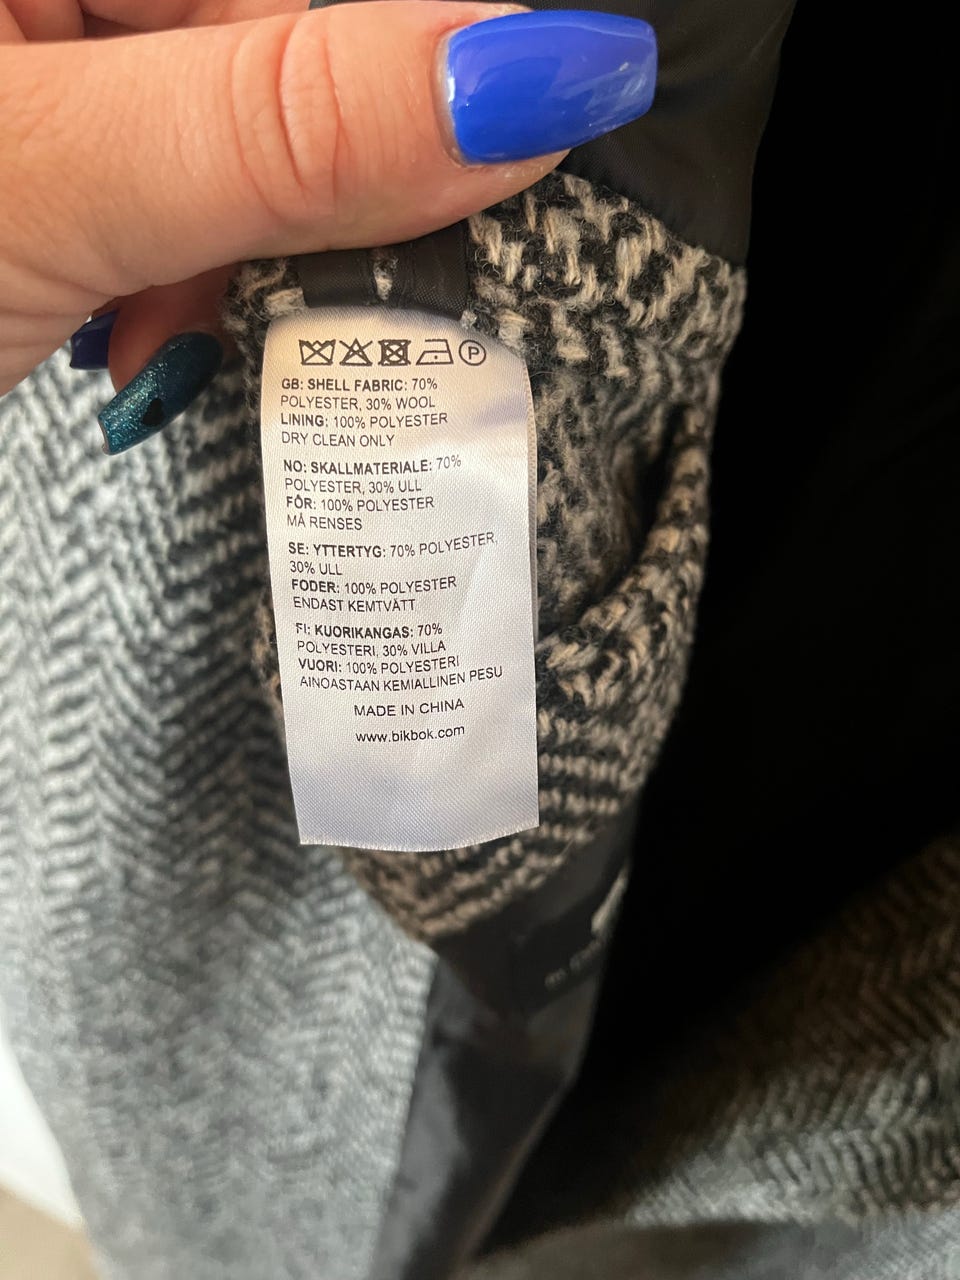 P
GB: SHELL FABRIC: 70%
POLYESTER, 30% WOOL
LINING: 100% POLYESTER
DRY CLEAN ONLY
NO: SKALLMATERIALE: 70%
POLYESTER, 30% ULL
FÔR: 100% POLYESTER
MÅ RENSES
SE: YTTERTYG: 70% POLYESTER,
30% ULL
FODER: 100% POLYESTER
ENDAST KEMTVÄTT
FI: KUORIKANGAS: 70%
POLYESTERI, 30% VILLA
VUORI: 100% POLYESTERI
AINOASTAAN KEMIALLINEN PESU
MADE IN CHINA
www.bikbok.com